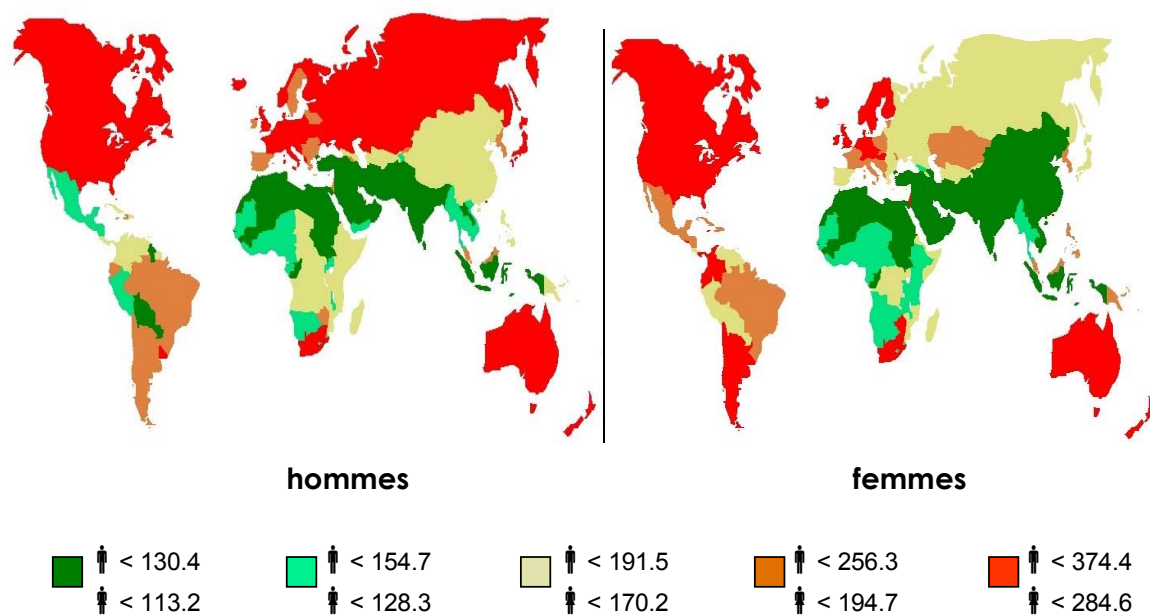 hommes femmes
< 130.4 < 154.7 < 191.5 < 256.3 < 374.4
< 113.2 < 128.3 < 170.2 < 194.7 < 284.6